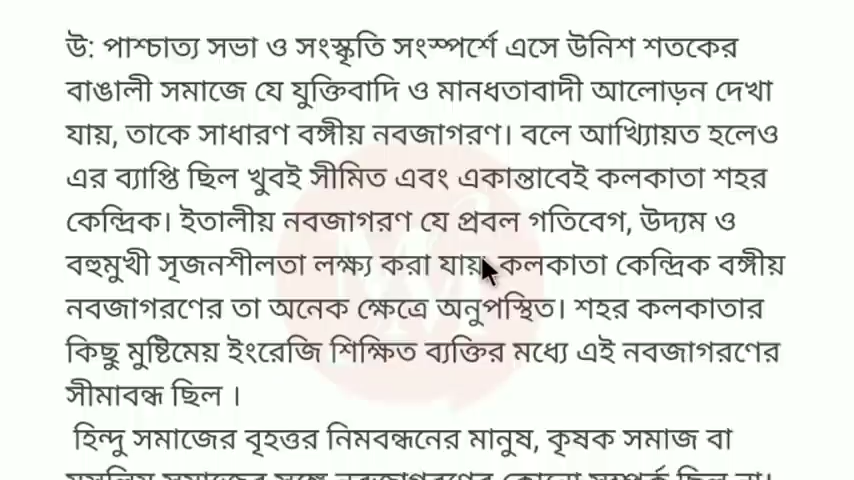 উ: পাশ্চাত্য সভা ও সংস্কৃতি সংস্পর্শে এসে উনিশ শতকের
বাঙালী সমাজে যে যুক্তিবাদি ও মানধতাবাদী আলোড়ন দেখা
যায়, তাকে সাধারণ বঙ্গীয় নবজাগরণ। বলে আখ্যিায়ত হলেও
এর ব্যাপ্তি ছিল খুবই সীমিত এবং একান্তাবেই কলকাতা শহর
কেন্দ্রিক। ইতালীয় নবজাগরণ যে প্রবল গতিবেগ, উদ্যম ও
বহুমুখী সৃজনশীলতা লক্ষ্য করা যায় কলকাতা কেন্দ্রিক বঙ্গীয়
নবজাগরণের তা অনেক ক্ষেত্রে অনুপস্থিত। শহর কলকাতার
কিছু মুষ্টিমেয় ইংরেজি শিক্ষিত ব্যক্তির মধ্যে এই নবজাগরণের
সীমাবন্ধ ছিল ।
হিন্দু সমাজের বৃহত্তর নিমবন্ধনের মানুষ, কৃষক সমাজ বা